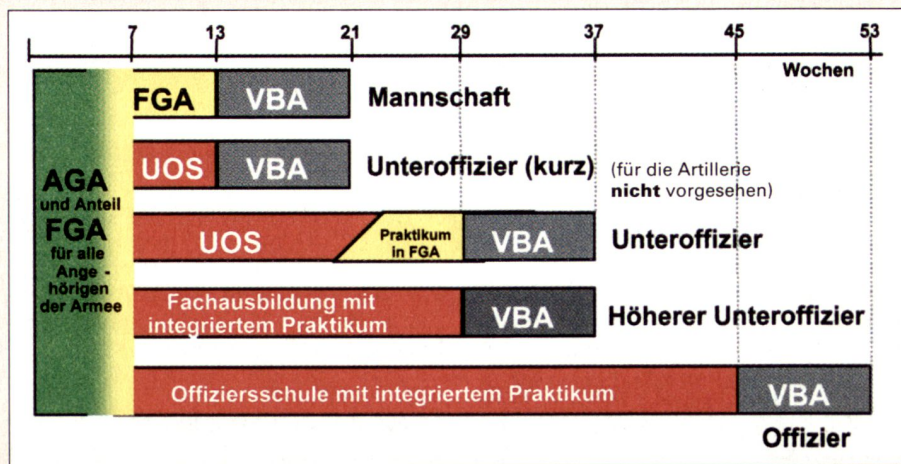 7 13 21 29 37 45 53
Wochen
FGA VBA Mannschaft
UOS VBA Unteroffizier (kurz) (für die Artillerie
nicht vorgesehen)
AGA
und Anteil
FGA
für alle
Ange -
hörigen
der Armee
UOS Praktikum
in FGA VBA Unteroffizier
Fachausbildung mit
integriertem Praktikum VBA Höherer Unteroffizier
Offiziersschule mit integriertem Praktikum VBA
Offizier